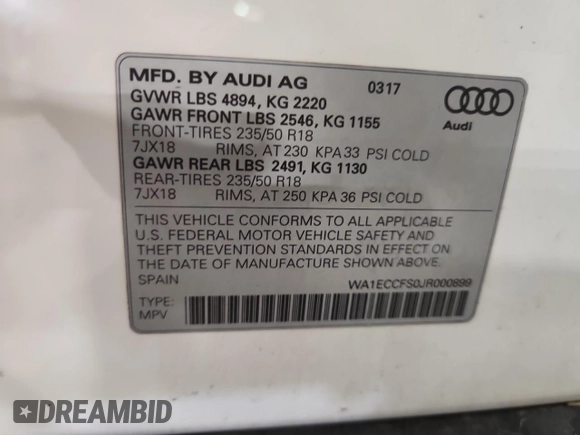 MFD. BY AUDI AG 0317
GVWR LBS 4894, KG 2220
GAWR FRONT LBS 2546, KG 1155
FRONT-TIRES 235/50 R18
7JX18 RIMS, AT 230 KPA 33 PSI COLD
GAWR REAR LBS 2491, KG 1130
REAR-TIRES 235/50 R18
7JX18 RIMS, AT 250 KPA 36 PSI COLD
Audi
THIS VEHICLE CONFORMS TO ALL APPLICABLE
U.S. FEDERAL MOTOR VEHICLE SAFETY AND
THEFT PREVENTION STANDARDS IN EFFECT ON
THE DATE OF MANUFACTURE SHOWN ABOVE.
SPAIN WA1ECCFS0JR000899
TYPE:
MPV
DREAMBID